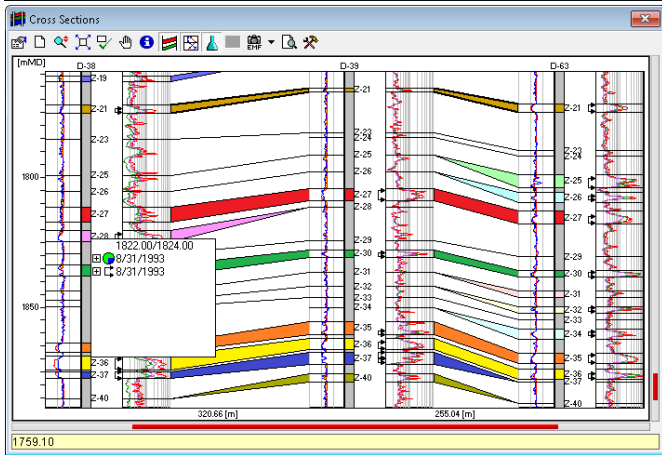 Cross Sections
EMF
[mMD]
D-38
D-39
D-63
Z-19
Z-21
Z-23
Z-25
Z-26
Z-27
Z-28
1822.00/1824.00
8/31/1993
8/31/1993
Z-36
Z-37
Z-40
1800
1850
Z-21
Z-23
Z-24
Z-25
Z-26
Z-27
Z-28
Z-29
Z-30
Z-31
Z-32
Z-33
Z-34
Z-35
Z-36
Z-37
Z-40
Z-21
Z-23
Z-24
Z-25
Z-26
Z-27
Z-29
Z-30
Z-31
Z-32
Z-33
Z-34
Z-35
Z-36
Z-37
Z-40
320.66 [m]
255.04 [m]
1759.10